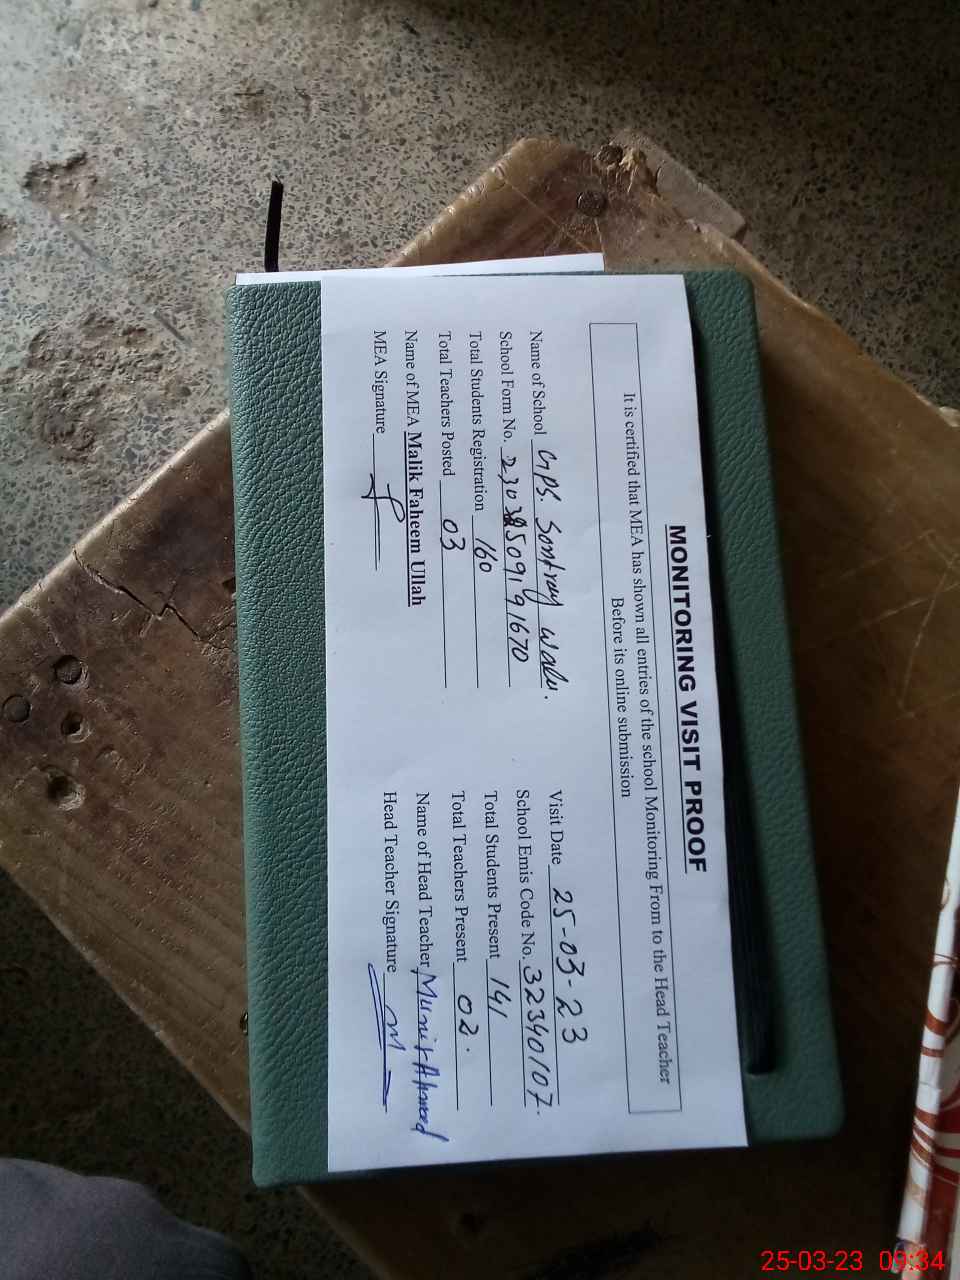 MONITORING VISIT PROOF
It is certified that MEA has shown all entries of the school Monitoring From to the Head Teacher
Before its online submission
Name of School GPS. Sontray wala. Visit Date 25-03-23
School Form No. School Emis Code No. 32340107.
Total Students Registration 160 Total Students Present 141
Total Teachers Posted 03 Total Teachers Present 02.
Name of MEA Malik Faheem Ullah Name of Head Teacher Munir Ahmed
MEA Signature Head Teacher Signature
25-03-23 09:34